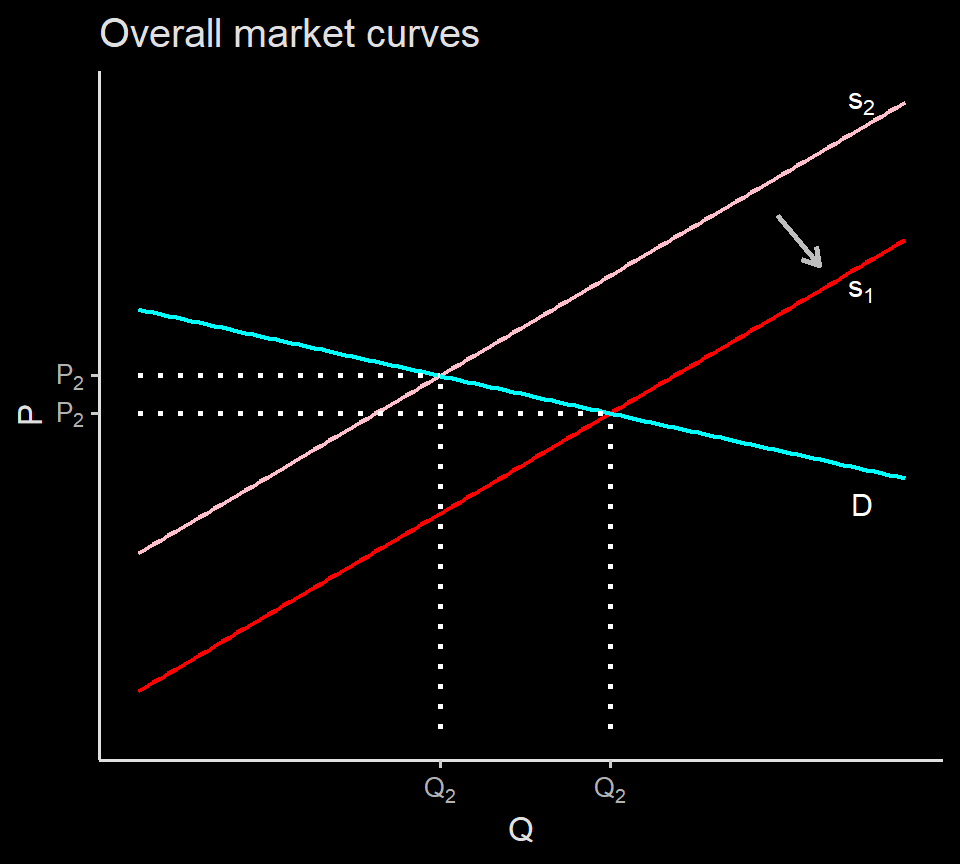 Overall market curves
s₂
s₁
P₂
P₂
P
D
Q₂ Q₂
Q